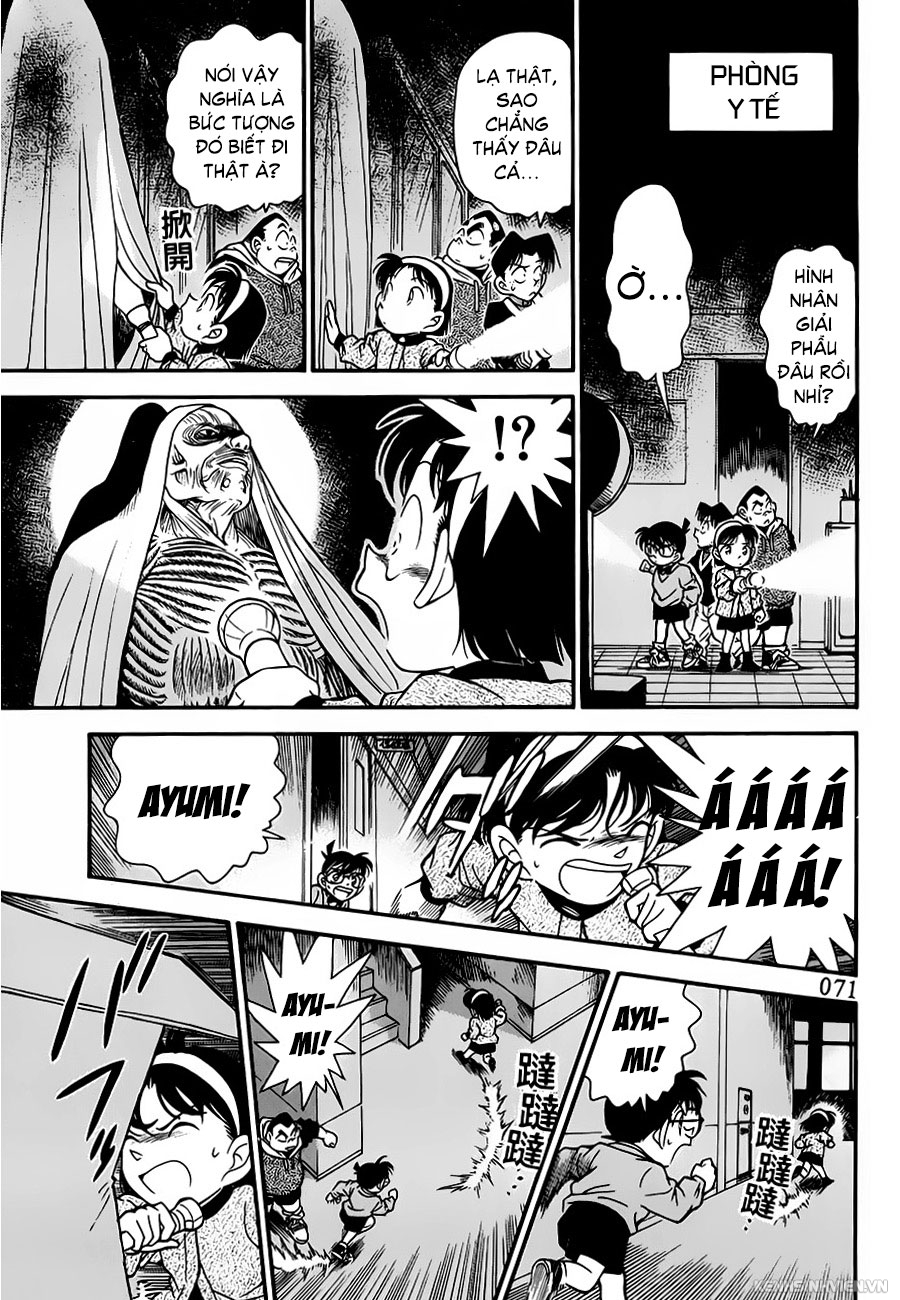 PHÒNG
Y TẾ
HÌNH
NHÂN
GIẢI
PHẪU
ĐÂU RỒI
NHỈ?
Ờ...
LẠ THẬT,
SAO
CHẲNG
THẤY ĐÂU
CẢ...
NÓI VẬY
NGHĨA LÀ
BỨC TƯỢNG
ĐÓ BIẾT ĐI
THẬT À?
掀開
!?
Á Á Á Á
Á Á Á!
AYUMI!
071
AYU-
MI!
躂躂躂...
AYU-
MI!
躂躂躂...
KENHSINHVIEN.VN